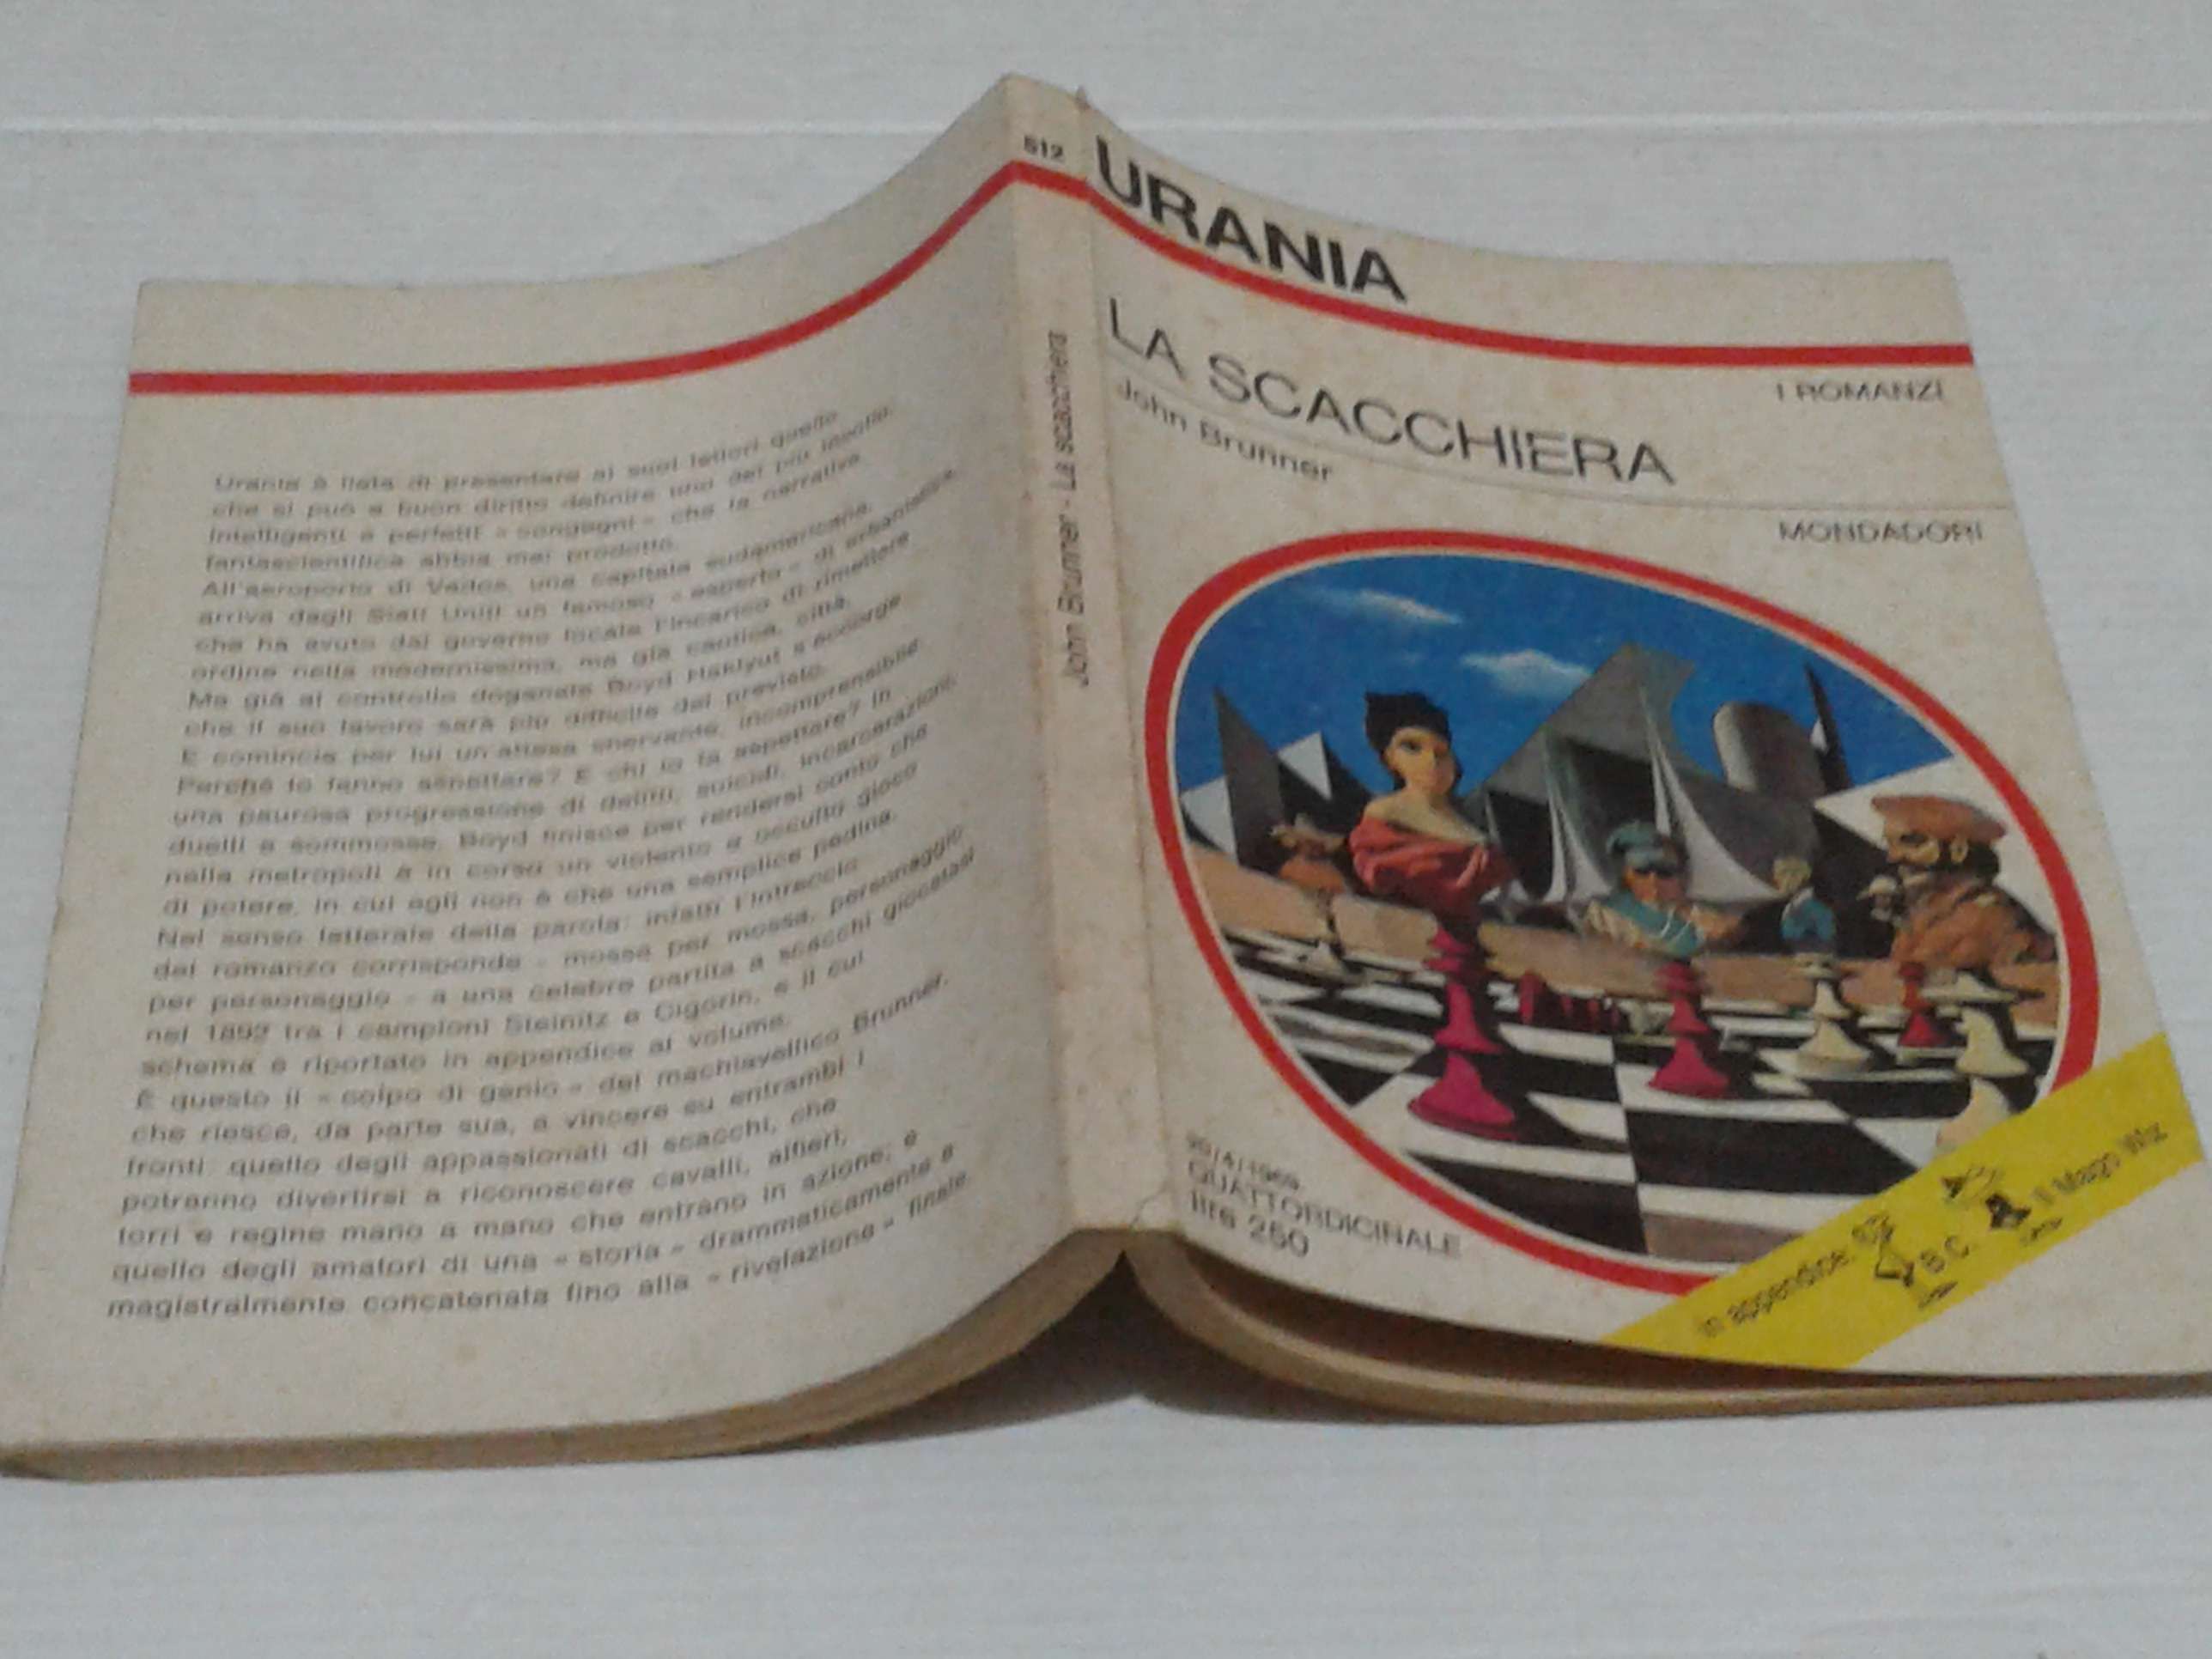 Urania è lieta di presentare ai suoi lettori quello
che si può a buon diritto definire uno dei più insoliti,
intelligenti e perfetti « congegni » che la narrativa
fantascientifica abbia mai prodotto.
All'aeroporto di Vados, una capitale sudamericana,
arriva dagli Stati Uniti un famoso « esperto » di urbanistica,
che ha avuto dal governo locale l'incarico di rimettere
ordine nella modernissima, ma già caotica, città.
Ma già al controllo doganale Boyd Haklyut s'accorge
che il suo lavoro sarà più difficile del previsto.
E comincia per lui un'attesa snervante, incomprensibile
Perché lo fanno aspettare? E chi lo fa aspettare? In
una paurosa progressione di delitti, suicidi, incarcerazioni,
duelli e sommosse, Boyd finisce per rendersi conto che
nella metropoli è in corso un violento e occulto gioco
di potere, in cui egli non è che una semplice pedina.
Nel senso letterale della parola: infatti l'intreccio
del romanzo corrisponde - mossa per mossa, personaggio
per personaggio - a una celebre partita a scacchi giocatasi
nel 1892 tra i campioni Steinitz e Cigorin, e il cui
schema è riportato in appendice al volume.
È questo il « colpo di genio » del machiavellico Brunner,
che riesce, da parte sua, a vincere su entrambi i
fronti: quello degli appassionati di scacchi, che
potranno divertirsi a riconoscere cavalli, alfieri,
torri e regine mano a mano che entrano in azione; e
quello degli amatori di una « storia » drammaticamente e
magistralmente concatenata fino alla « rivelazione » finale.
512
John Brunner - La scacchiera
URANIA
I ROMANZI
LA SCACCHIERA
John Brunner
MONDADORI
QUATTORDICINALE
lire 250
in appendice: B.C. Il Mago Wiz